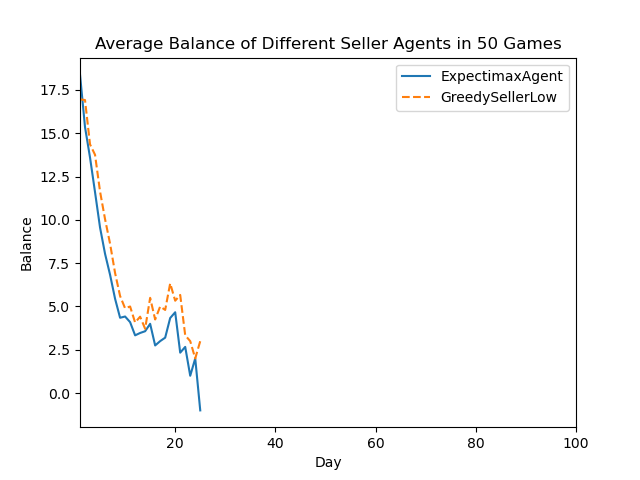 Average Balance of Different Seller Agents in 50 Games
ExpectimaxAgent
GreedySellerLow
17.5
15.0
12.5
10.0
7.5
5.0
2.5
0.0
Balance
20
40
60
80
100
Day